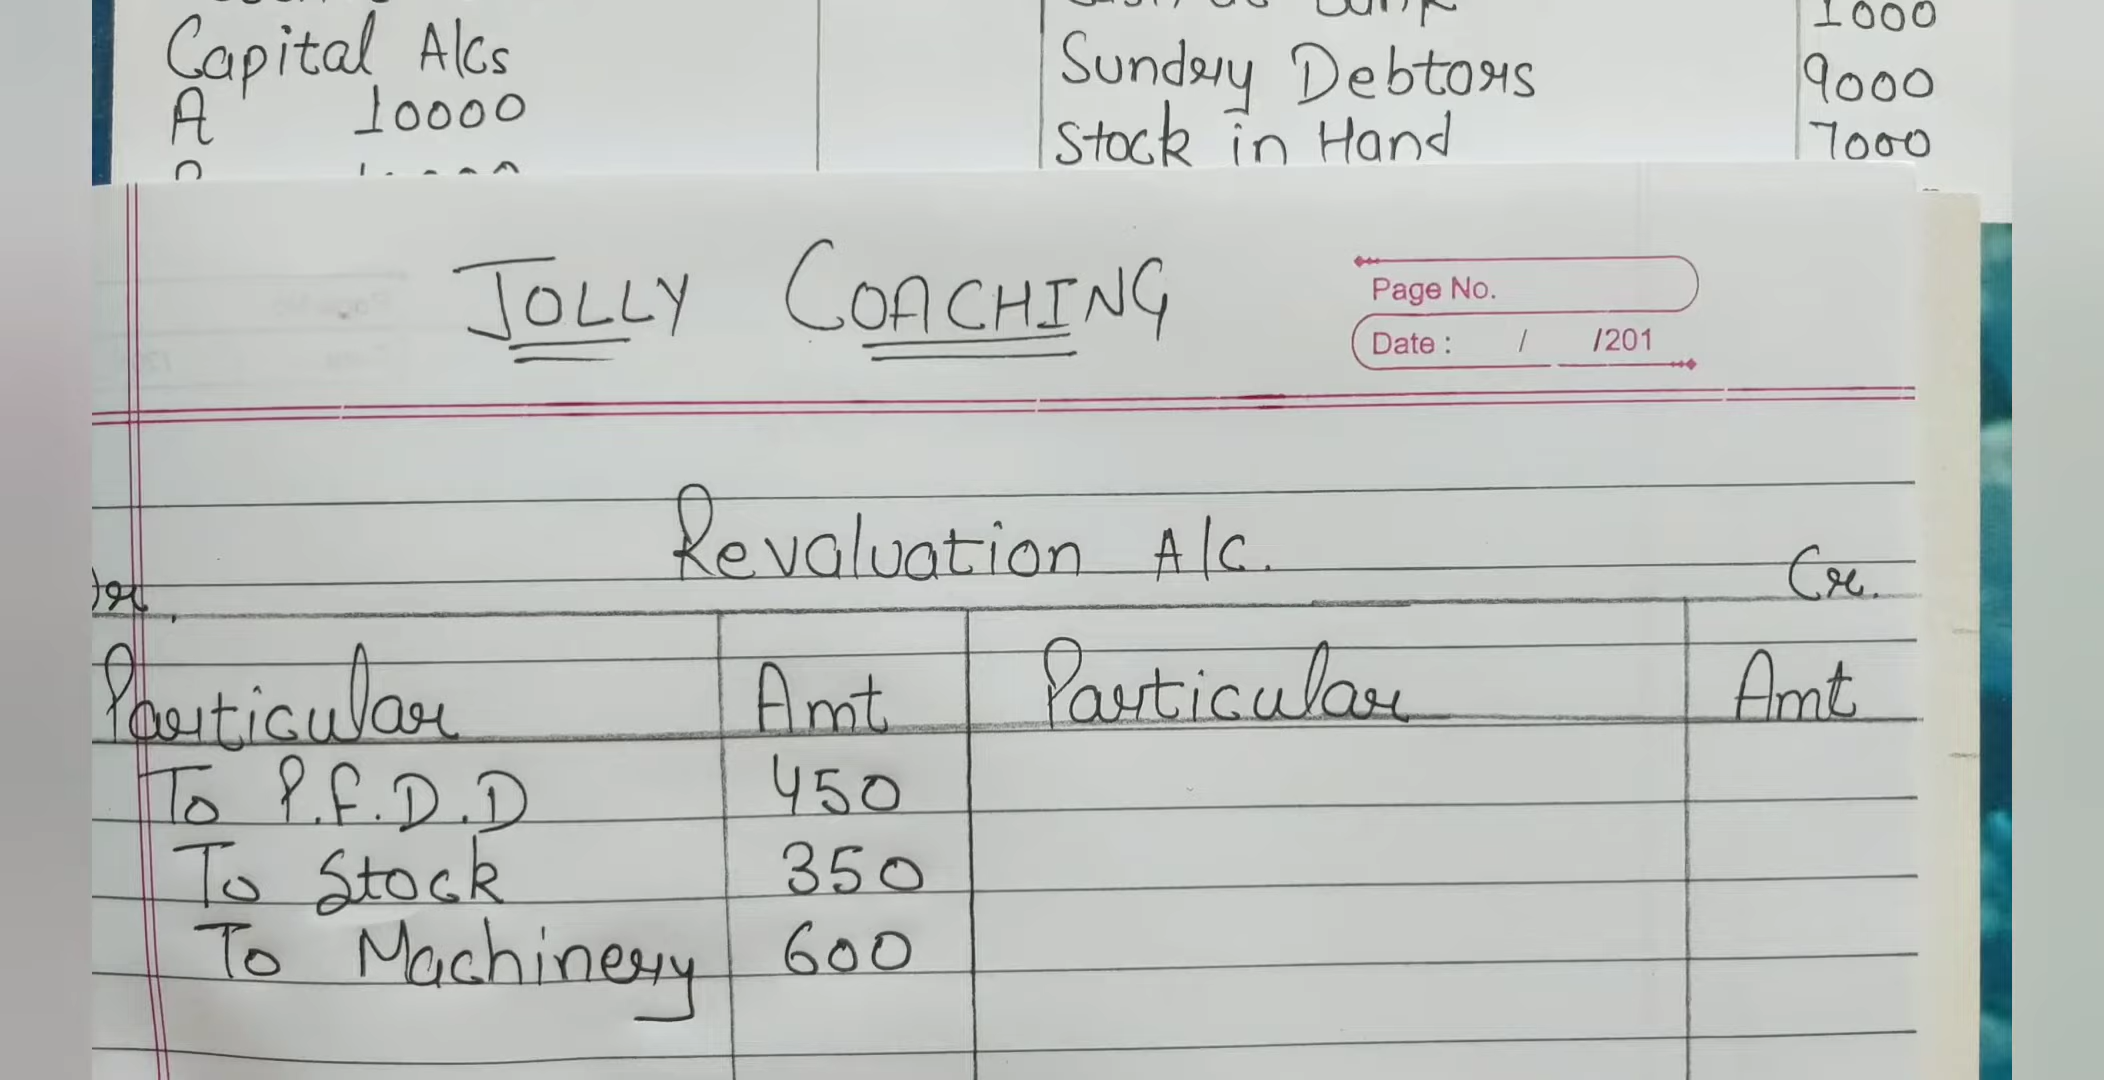 1000
Capital A/Cs
Sundry Debtors 9000
A 10000
Stock in Hand 7000
JOLLY COACHING
Page No.
Date : / /201
Revaluation A/C.
Cr.
Particular Amt Particular Amt
To P.F.D.D 450
To Stock 350
To Machinery 600